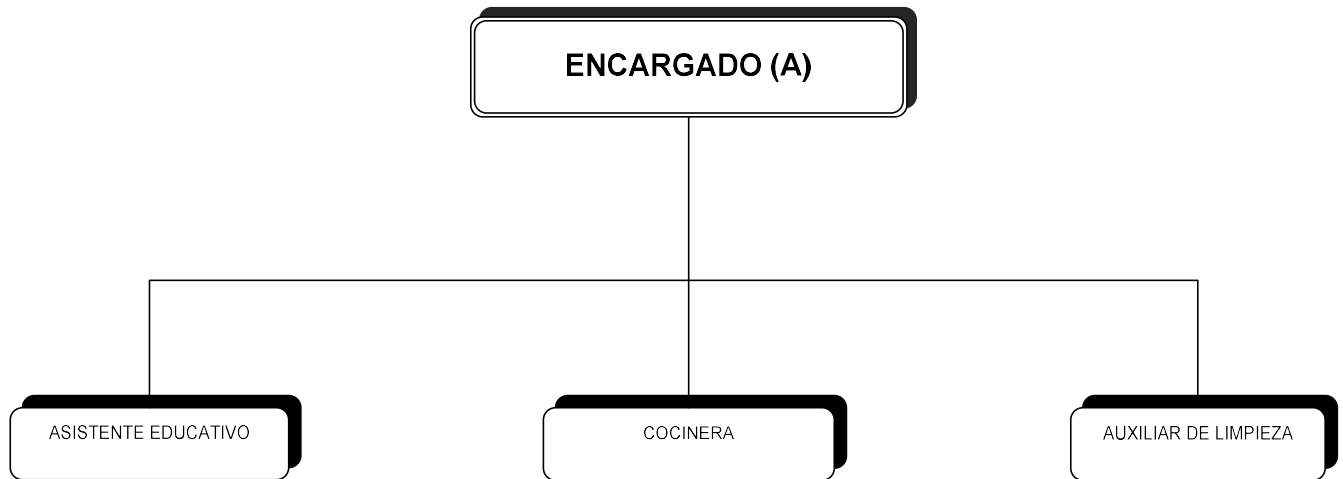 ENCARGADO (A)
ASISTENTE EDUCATIVO
COCINERA
AUXILIAR DE LIMPIEZA